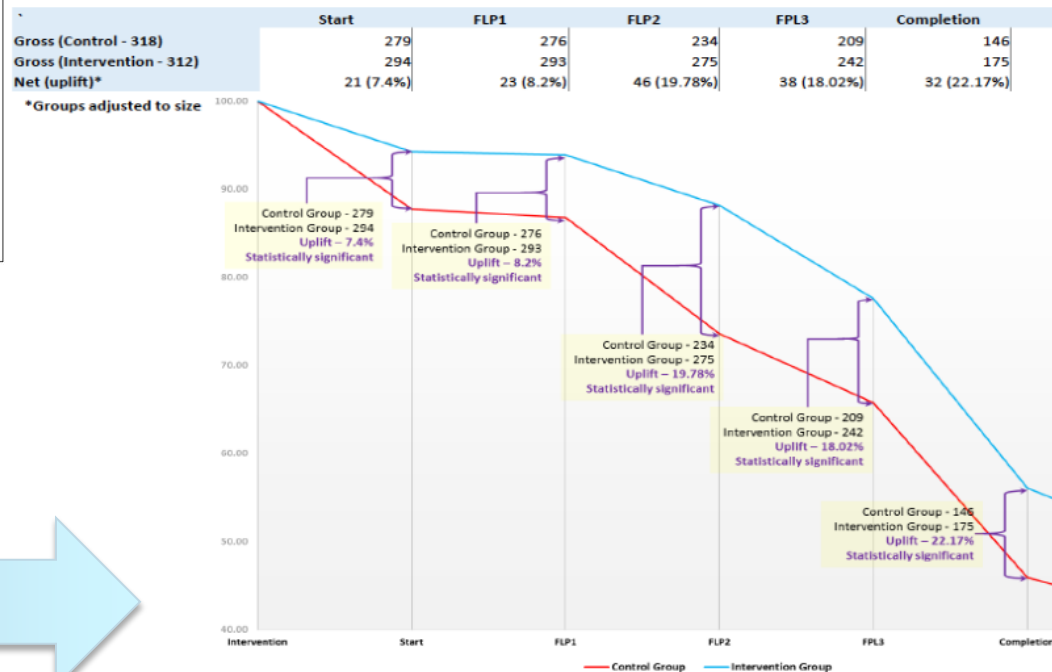 ` Start FLP1 FLP2 FPL3 Completion
Gross (Control - 318) 279 276 234 209 146
Gross (Intervention - 312) 294 293 275 242 175
Net (uplift)* 21 (7.4%) 23 (8.2%) 46 (19.78%) 38 (18.02%) 32 (22.17%)
*Groups adjusted to size
100.00
90.00
80.00
70.00
60.00
50.00
40.00
Control Group - 279
Intervention Group - 294
Uplift – 7.4%
Statistically significant
Control Group - 276
Intervention Group - 293
Uplift – 8.2%
Statistically significant
Control Group - 234
Intervention Group - 275
Uplift – 19.78%
Statistically significant
Control Group - 209
Intervention Group - 242
Uplift – 18.02%
Statistically significant
Control Group - 146
Intervention Group - 175
Uplift – 22.17%
Statistically significant
Intervention Start FLP1 FLP2 FPL3 Completion
Control Group Intervention Group